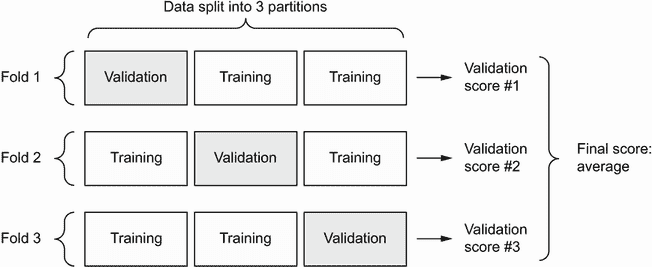 Data split into 3 partitions
Fold 1
Validation
Training
Training
Validation
score #1
Fold 2
Training
Validation
Training
Validation
score #2
Final score:
average
Fold 3
Training
Training
Validation
Validation
score #3